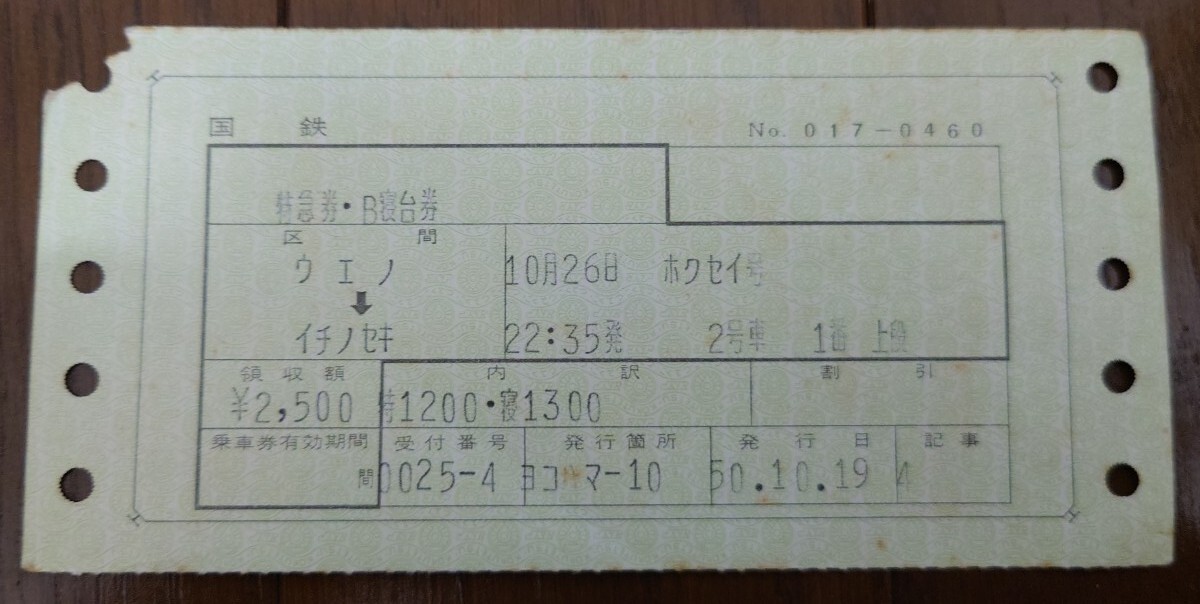 国鉄 No. 017-0460
特急券・B寝台券
区間
ウエノ 10月26日 ホクセイ号
⬇
イチノセキ 22:35発 2号車 1番 上段
領収額 内訳 割引
¥2,500 特1200・寝1300
乗車券有効期間 受付番号 発行箇所 発行日 記事
間 0025-4 ヨコハマ-10 50.10.19 4